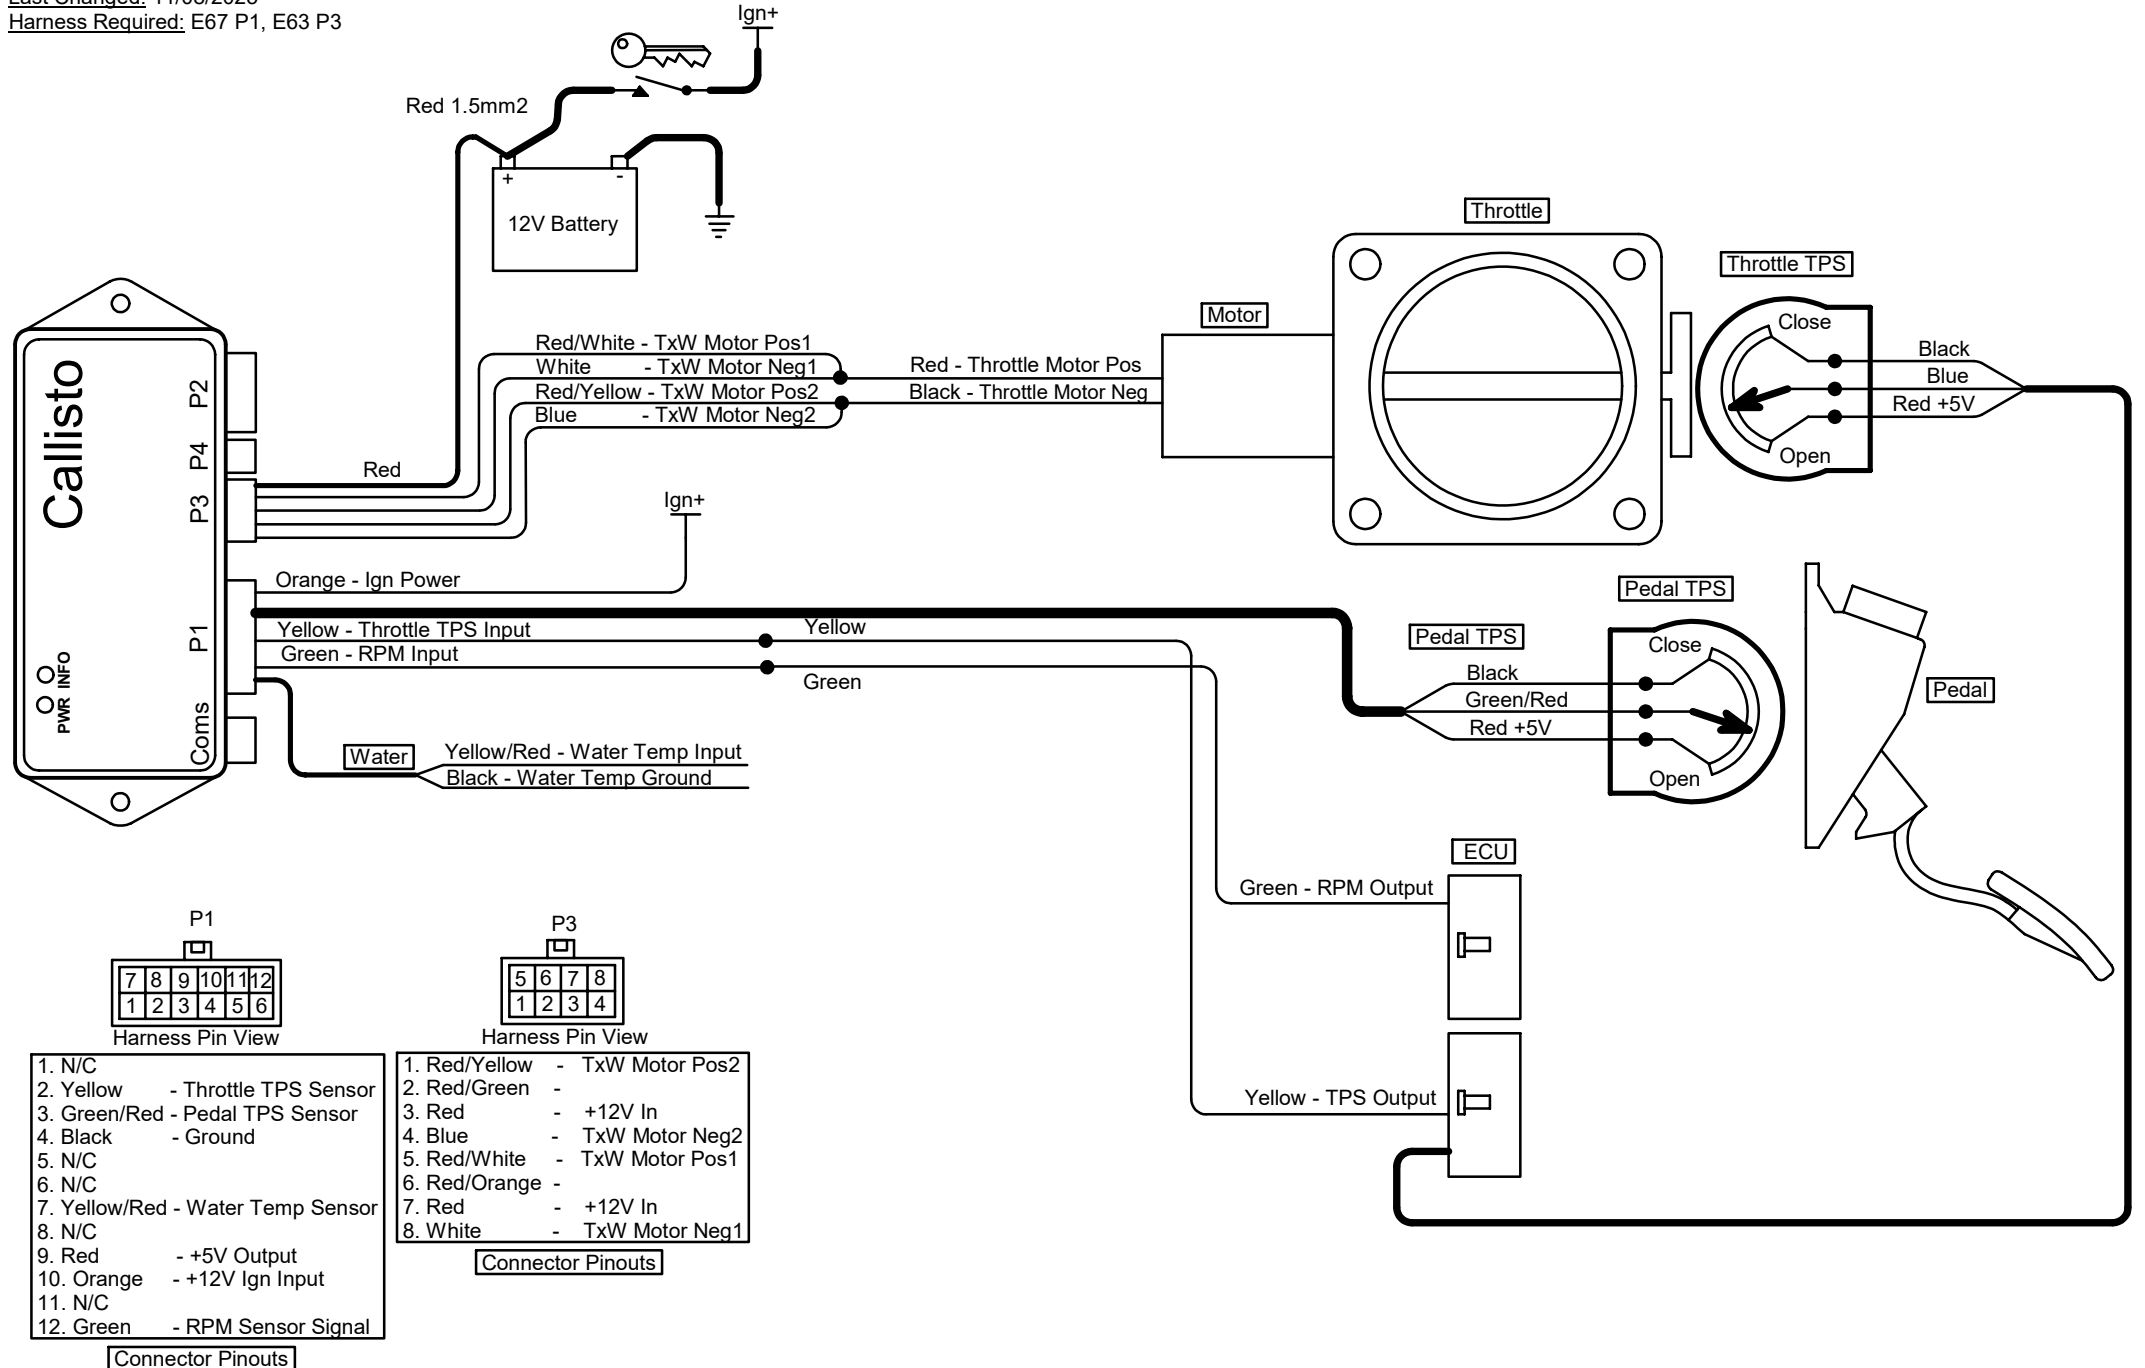 Harness Required: E67 P1, E63 P3
Ign+
Red 1.5mm2
+ -
12V Battery
Throttle
Throttle TPS
Motor
Close
Black
Blue
Red +5V
Open
Red/White - TxW Motor Pos1
White - TxW Motor Neg1
Red/Yellow - TxW Motor Pos2
Blue - TxW Motor Neg2
Red - Throttle Motor Pos
Black - Throttle Motor Neg
Callisto
P2
P4
P3
P1
Coms
PWR INFO
Red
Ign+
Orange - Ign Power
Yellow - Throttle TPS Input
Yellow
Green - RPM Input
Green
Water
Yellow/Red - Water Temp Input
Black - Water Temp Ground
Pedal TPS
Pedal TPS
Close
Black
Green/Red
Red +5V
Open
Pedal
ECU
Green - RPM Output
Yellow - TPS Output
P1
7 8 9 10 11 12
1 2 3 4 5 6
Harness Pin View
1. N/C
2. Yellow - Throttle TPS Sensor
3. Green/Red - Pedal TPS Sensor
4. Black - Ground
5. N/C
6. N/C
7. Yellow/Red - Water Temp Sensor
8. N/C
9. Red - +5V Output
10. Orange - +12V Ign Input
11. N/C
12. Green - RPM Sensor Signal
Connector Pinouts
P3
5 6 7 8
1 2 3 4
Harness Pin View
1. Red/Yellow - TxW Motor Pos2
2. Red/Green -
3. Red - +12V In
4. Blue - TxW Motor Neg2
5. Red/White - TxW Motor Pos1
6. Red/Orange -
7. Red - +12V In
8. White - TxW Motor Neg1
Connector Pinouts